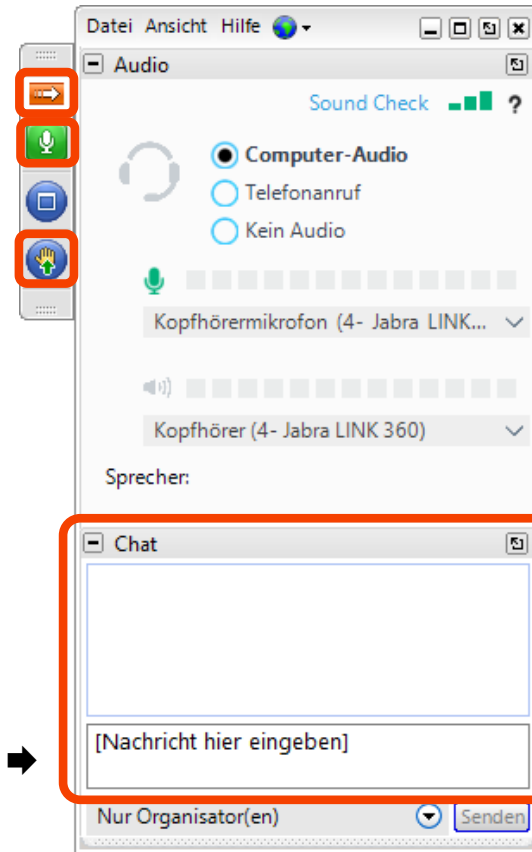 Datei Ansicht Hilfe
Audio
Sound Check ?
Computer-Audio
Telefonanruf
Kein Audio
Kopfhörermikrofon (4- Jabra LINK...
Kopfhörer (4- Jabra LINK 360)
Sprecher:
Chat
[Nachricht hier eingeben]
Nur Organisator(en) Senden